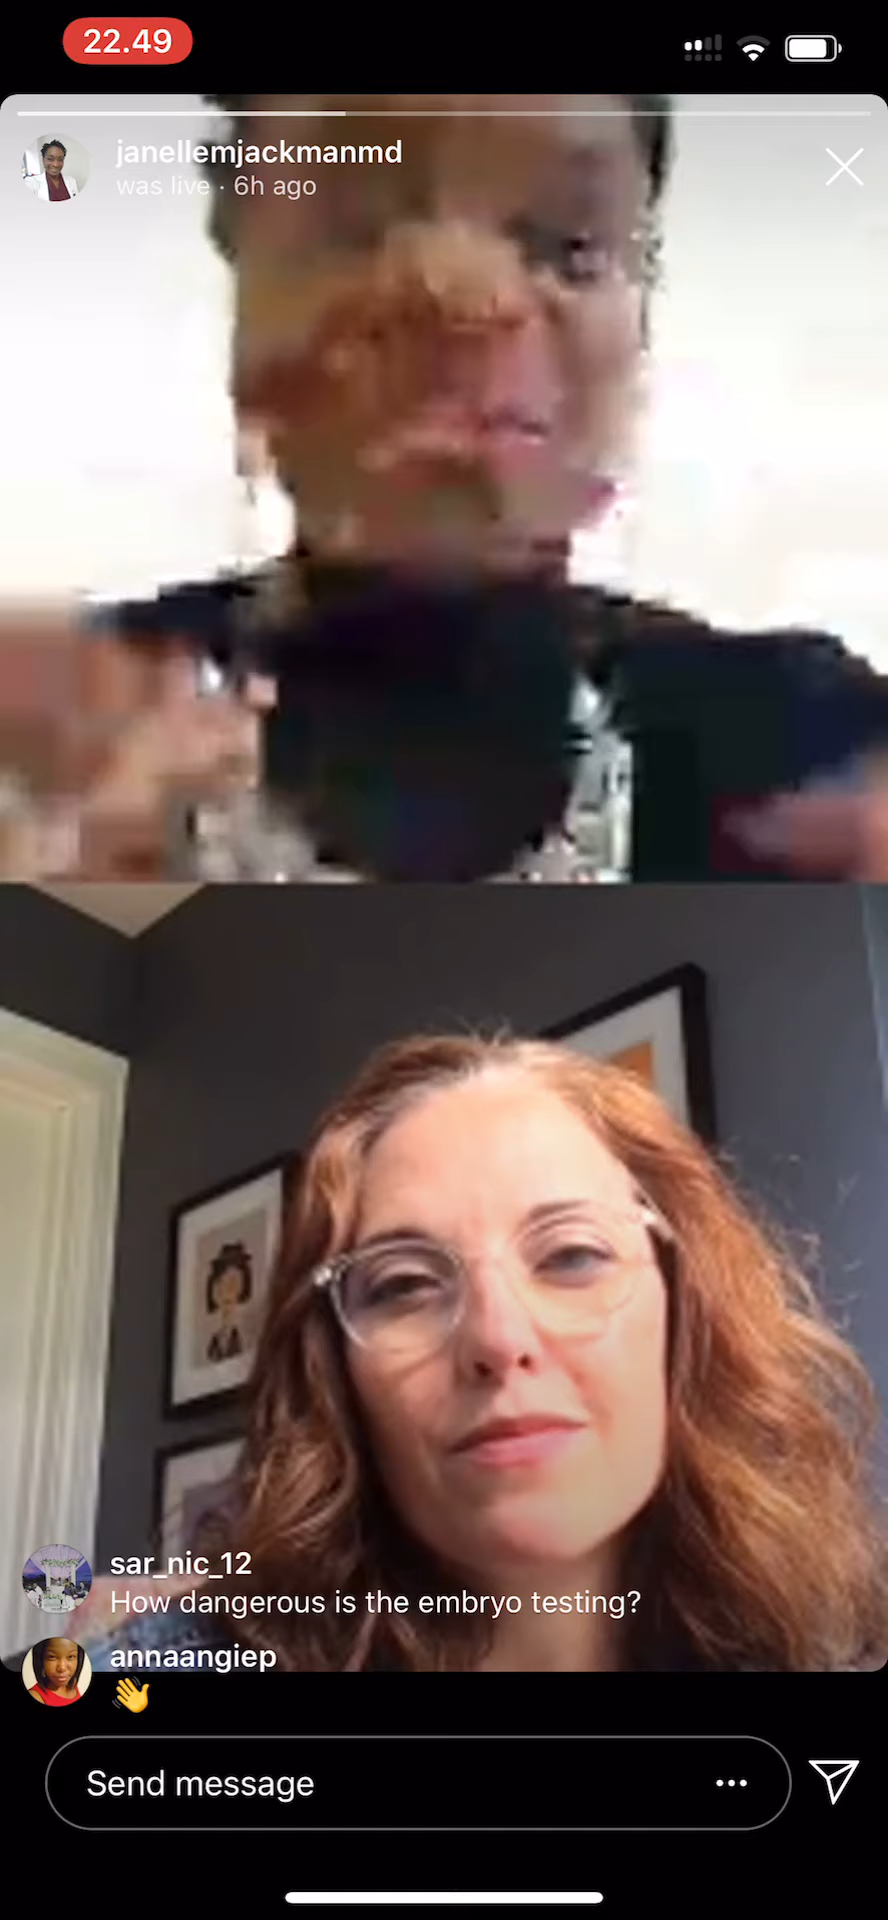 22.49
janellemjackmanmd
was live · 6h ago
sar_nic_12
How dangerous is the embryo testing?
annaangiep
👋
Send message